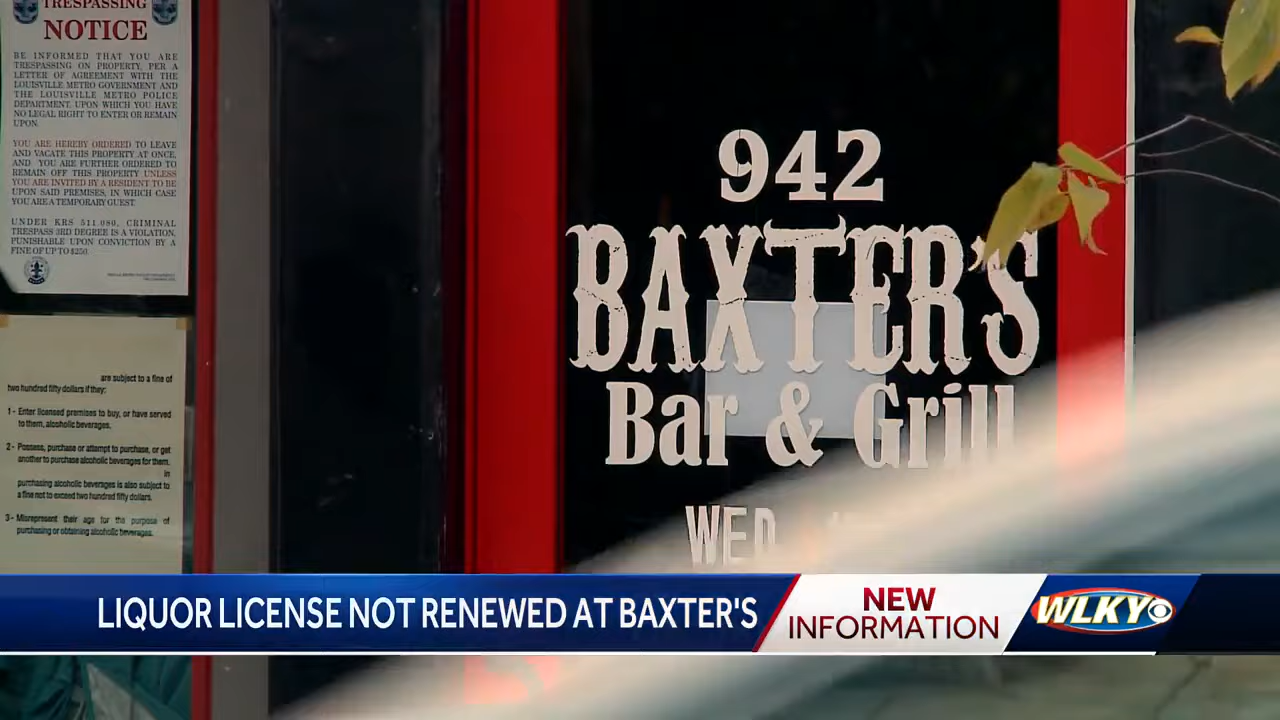 TRESPASSING
NOTICE
BE INFORMED THAT YOU ARE
TRESPASSING ON PROPERTY, PER A
LETTER OF AGREEMENT WITH THE
LOUISVILLE METRO GOVERNMENT AND
THE LOUISVILLE METRO POLICE
DEPARTMENT, UPON WHICH YOU HAVE
NO LEGAL RIGHT TO ENTER OR REMAIN
UPON.
YOU ARE HEREBY ORDERED TO LEAVE
AND VACATE THIS PROPERTY AT ONCE,
AND YOU ARE FURTHER ORDERED TO
REMAIN OFF THIS PROPERTY UNLESS
YOU ARE INVITED BY A RESIDENT TO BE
UPON SAID PREMISES, IN WHICH CASE
YOU ARE A TEMPORARY GUEST
UNDER KRS 511.080, CRIMINAL
TRESPASS 3RD DEGREE IS A VIOLATION,
PUNISHABLE UPON CONVICTION BY A
FINE OF UP TO $250.
are subject to a fine of
two hundred fifty dollars if they:
1 - Enter licensed premises to buy, or have served
to them, alcoholic beverages.
2 - Possess, purchase or attempt to purchase, or get
another to purchase alcoholic beverages for them.
in
purchasing alcoholic beverages is also subject to
a fine not to exceed two hundred fifty dollars.
3 - Misrepresent their age for the purpose of
purchasing or obtaining alcoholic beverages.
942
BAXTER'S
Bar & Grill
WED
LIQUOR LICENSE NOT RENEWED AT BAXTER'S
NEW
INFORMATION
WLKY